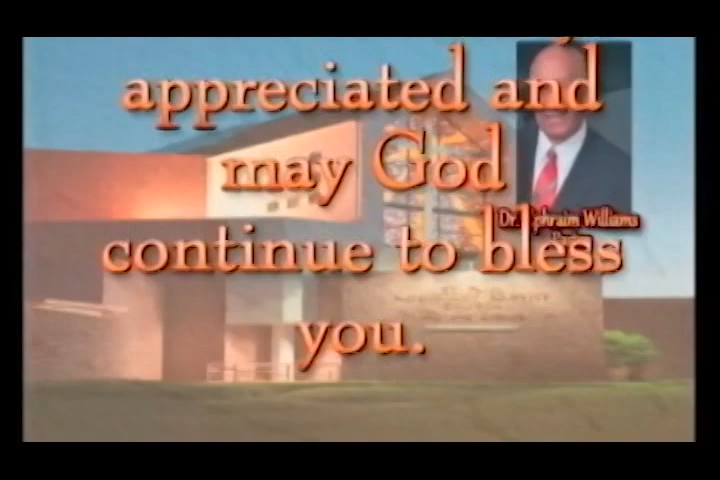 appreciated and
may God
Dr. Ephraim Williams
continue to bless
you.